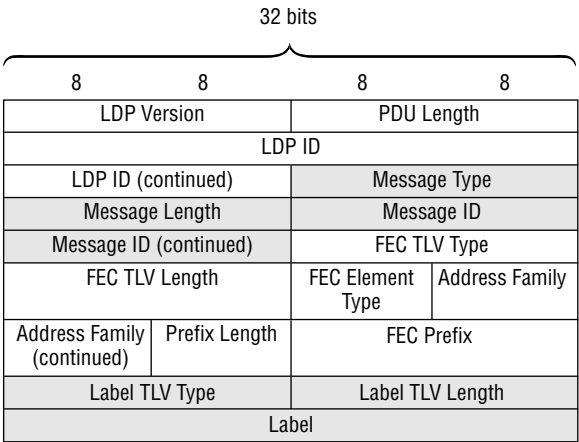 32 bits
8 8 8 8
LDP Version PDU Length
LDP ID
LDP ID (continued) Message Type
Message Length Message ID
Message ID (continued) FEC TLV Type
FEC TLV Length FEC Element Address Family
Type
Address Family Prefix Length FEC Prefix
(continued)
Label TLV Type Label TLV Length
Label